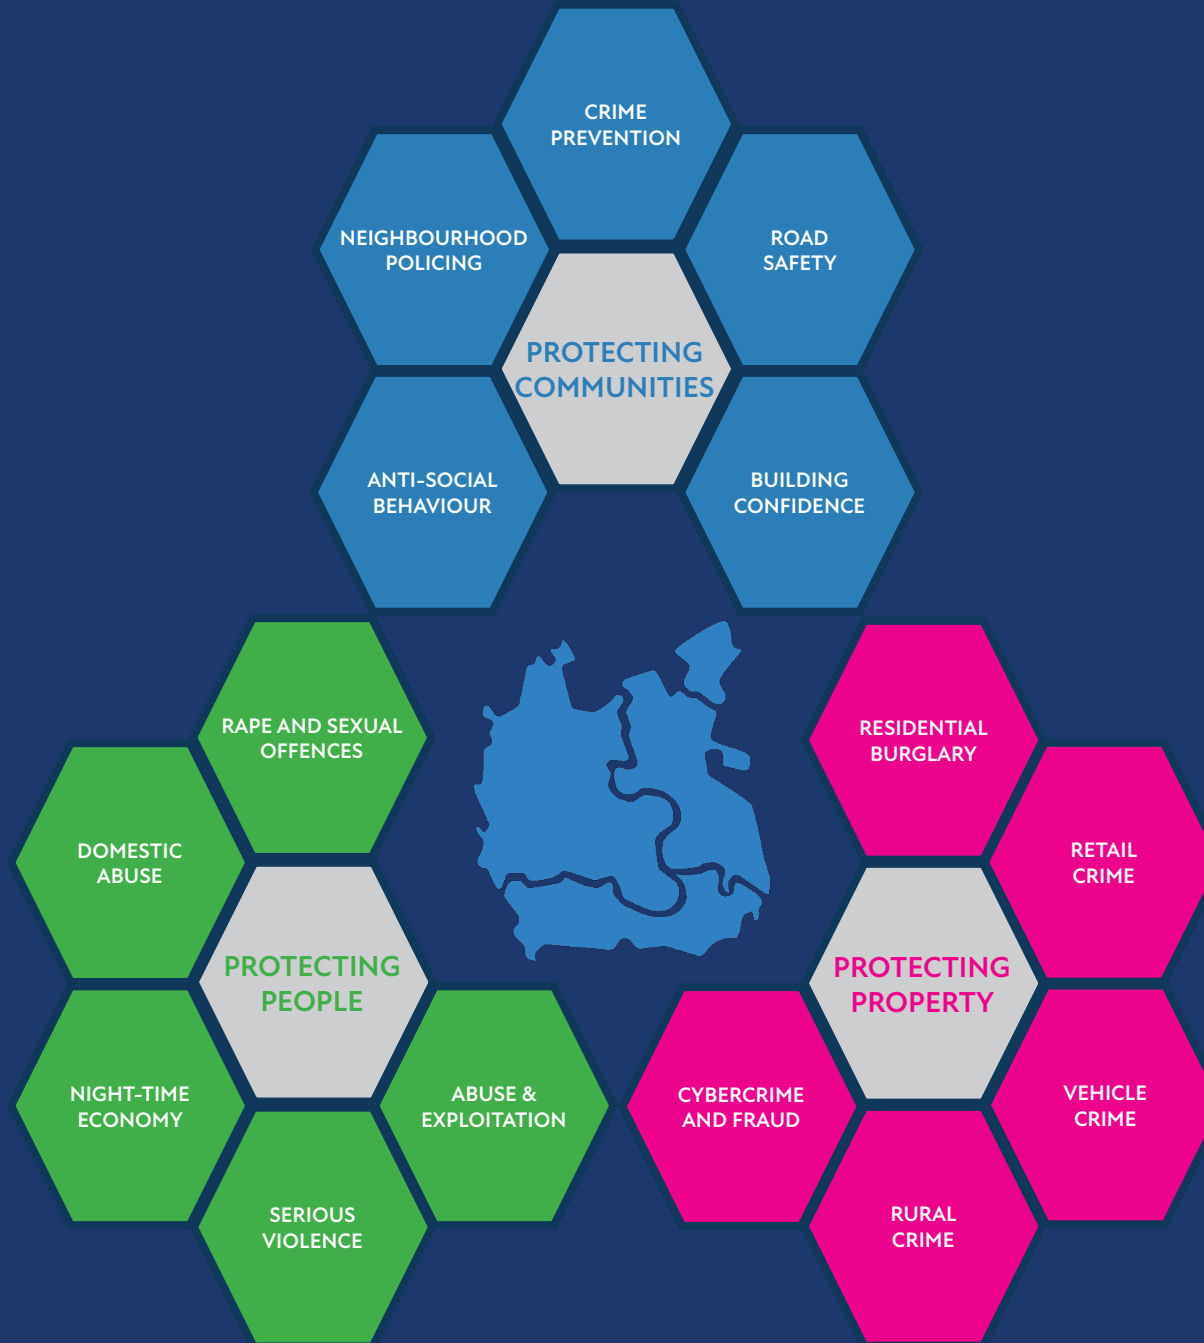 CRIME
PREVENTION
NEIGHBOURHOOD
POLICING
ROAD
SAFETY
PROTECTING
COMMUNITIES
ANTI-SOCIAL
BEHAVIOUR
BUILDING
CONFIDENCE
RAPE AND SEXUAL
OFFENCES
DOMESTIC
ABUSE
PROTECTING
PEOPLE
NIGHT-TIME
ECONOMY
ABUSE &
EXPLOITATION
SERIOUS
VIOLENCE
RESIDENTIAL
BURGLARY
RETAIL
CRIME
PROTECTING
PROPERTY
CYBERCRIME
AND FRAUD
VEHICLE
CRIME
RURAL
CRIME